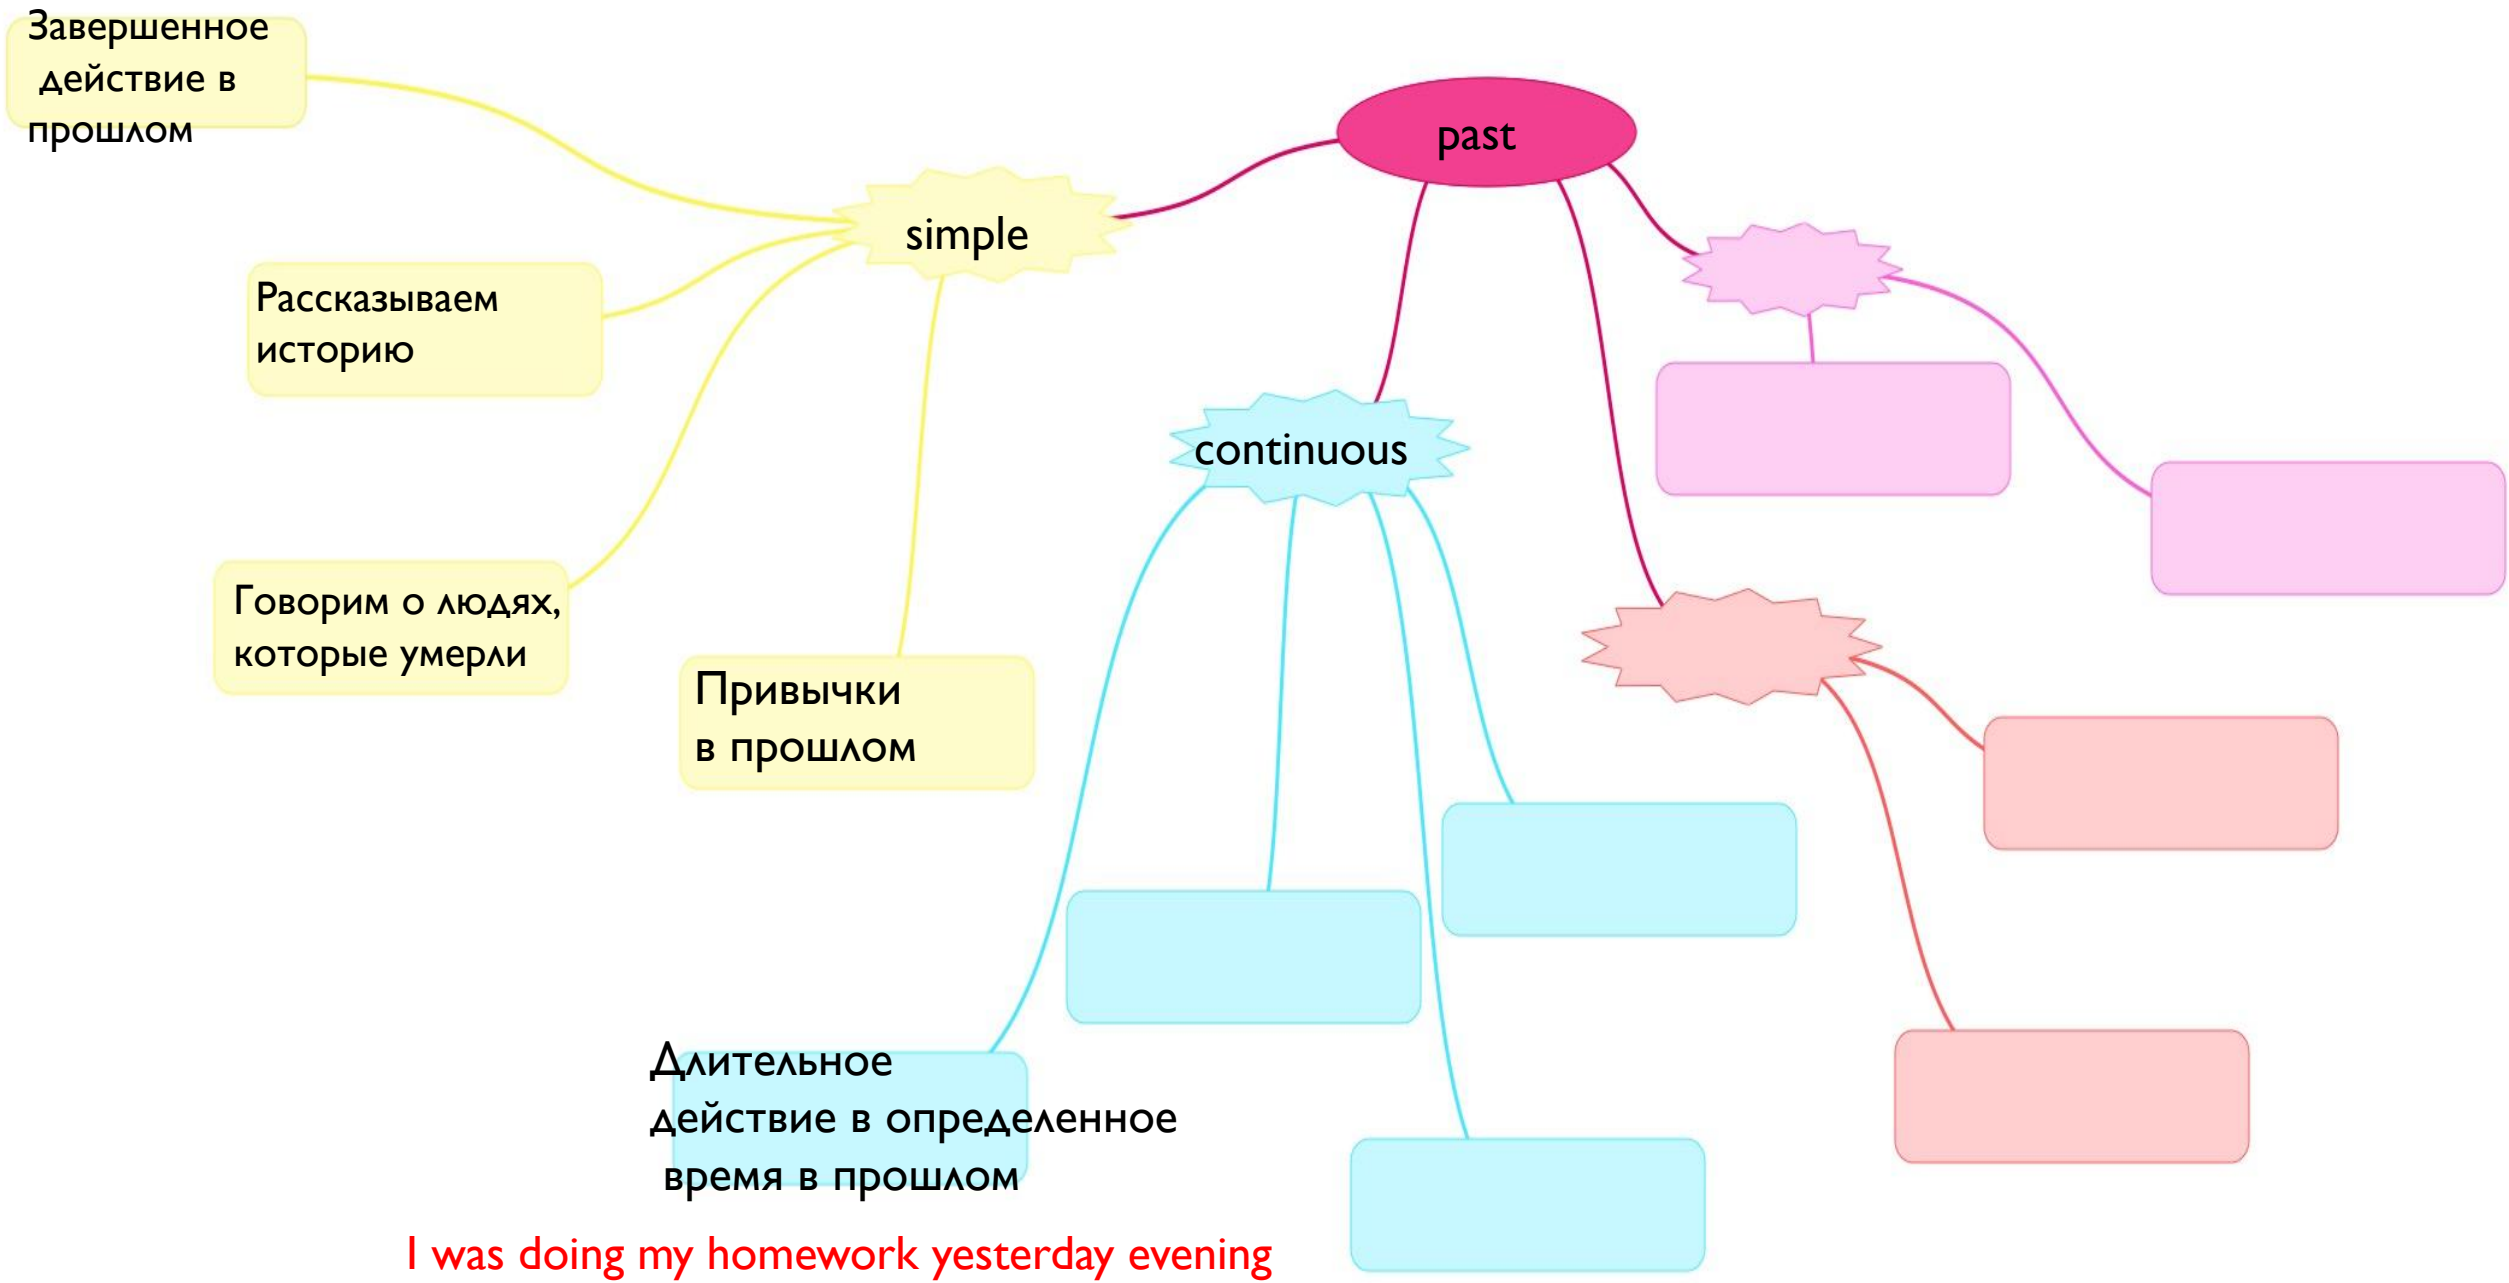 past
simple
Завершенное
действие в
прошлом
Рассказываем
историю
Говорим о людях,
которые умерли
Привычки
в прошлом
continuous
Длительное
действие в определенное
время в прошлом
I was doing my homework yesterday evening